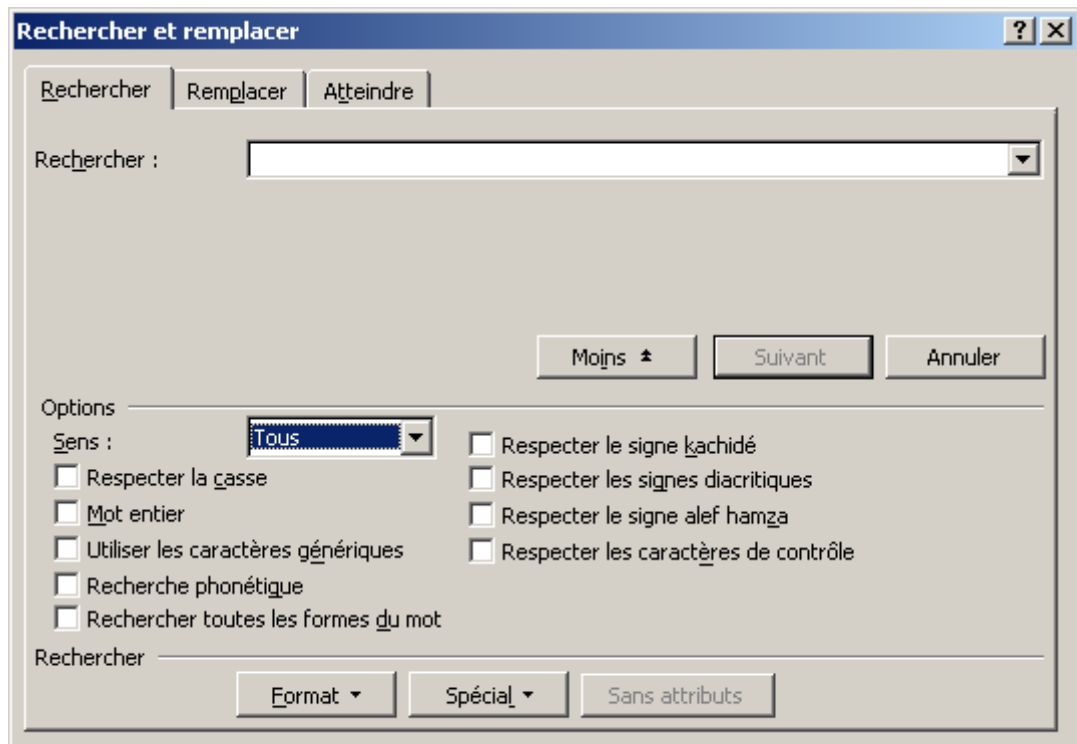 Rechercher et remplacer
Rechercher Remplacer Atteindre
Rechercher :
Moins Suivant Annuler
Options
Sens : Tous
Respecter le signe kachidé
Respecter la casse
Respecter les signes diacritiques
Mot entier
Respecter le signe alef hamza
Utiliser les caractères génériques
Respecter les caractères de contrôle
Recherche phonétique
Rechercher toutes les formes du mot
Rechercher
Format Spécial Sans attributs